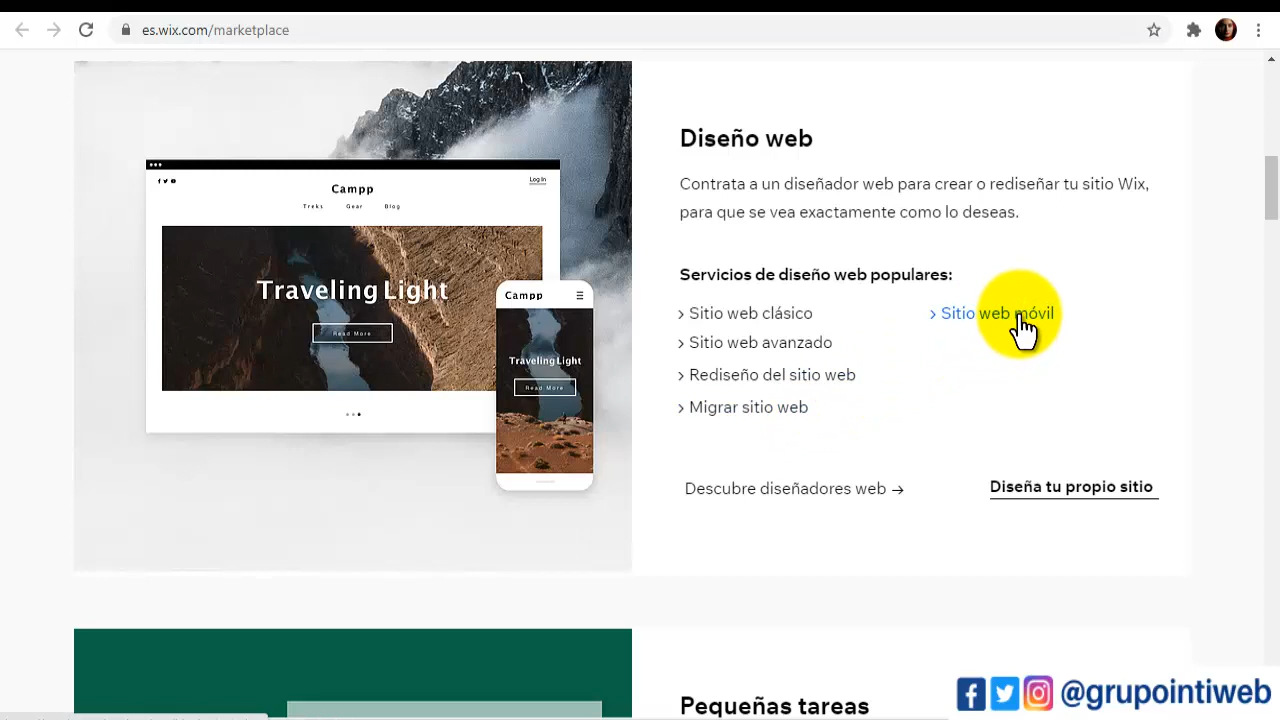 es.wix.com/marketplace
Campp
Log In
Treks Gear Blog
Traveling Light
Read More
Campp
Traveling Light
Read More
Diseño web
Contrata a un diseñador web para crear o rediseñar tu sitio Wix,
para que se vea exactamente como lo deseas.
Servicios de diseño web populares:
> Sitio web clásico
> Sitio web móvil
> Sitio web avanzado
> Rediseño del sitio web
> Migrar sitio web
Descubre diseñadores web →
Diseña tu propio sitio
Pequeñas tareas
@grupointiweb